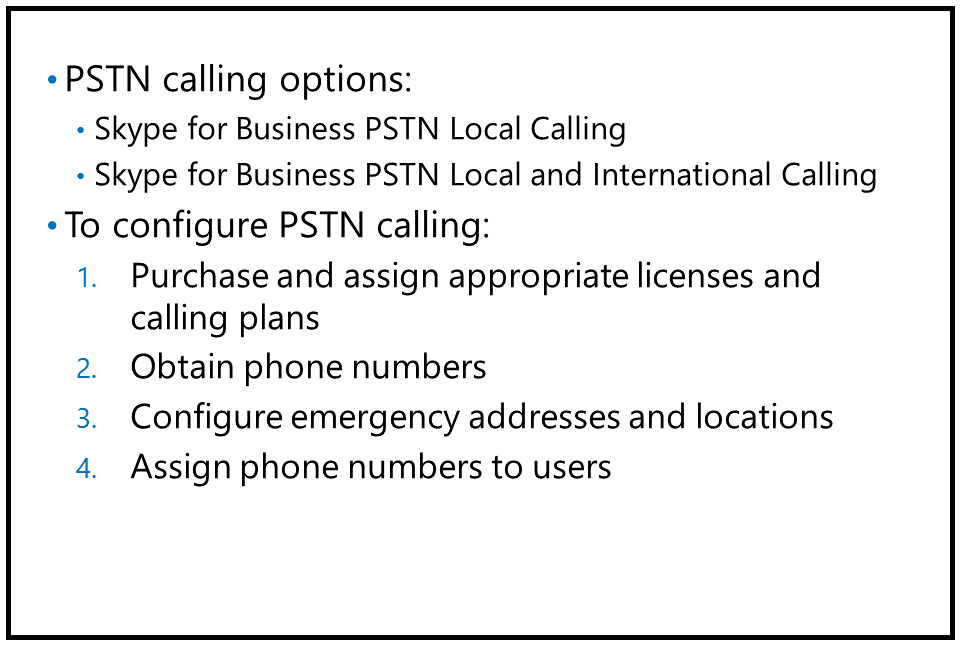 • PSTN calling options:
• Skype for Business PSTN Local Calling
• Skype for Business PSTN Local and International Calling
• To configure PSTN calling:
1. Purchase and assign appropriate licenses and
calling plans
2. Obtain phone numbers
3. Configure emergency addresses and locations
4. Assign phone numbers to users